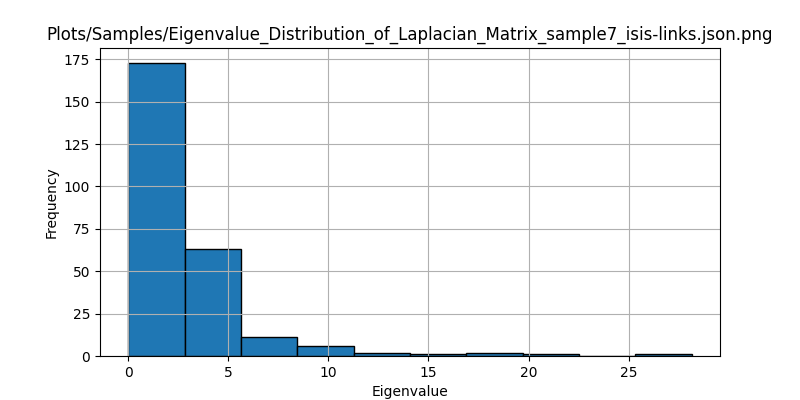 Plots/Samples/Eigenvalue_Distribution_of_Laplacian_Matrix_sample7_isis-links.json.png
175
150
125
100
75
50
25
0
Frequency
0 5 10 15 20 25
Eigenvalue